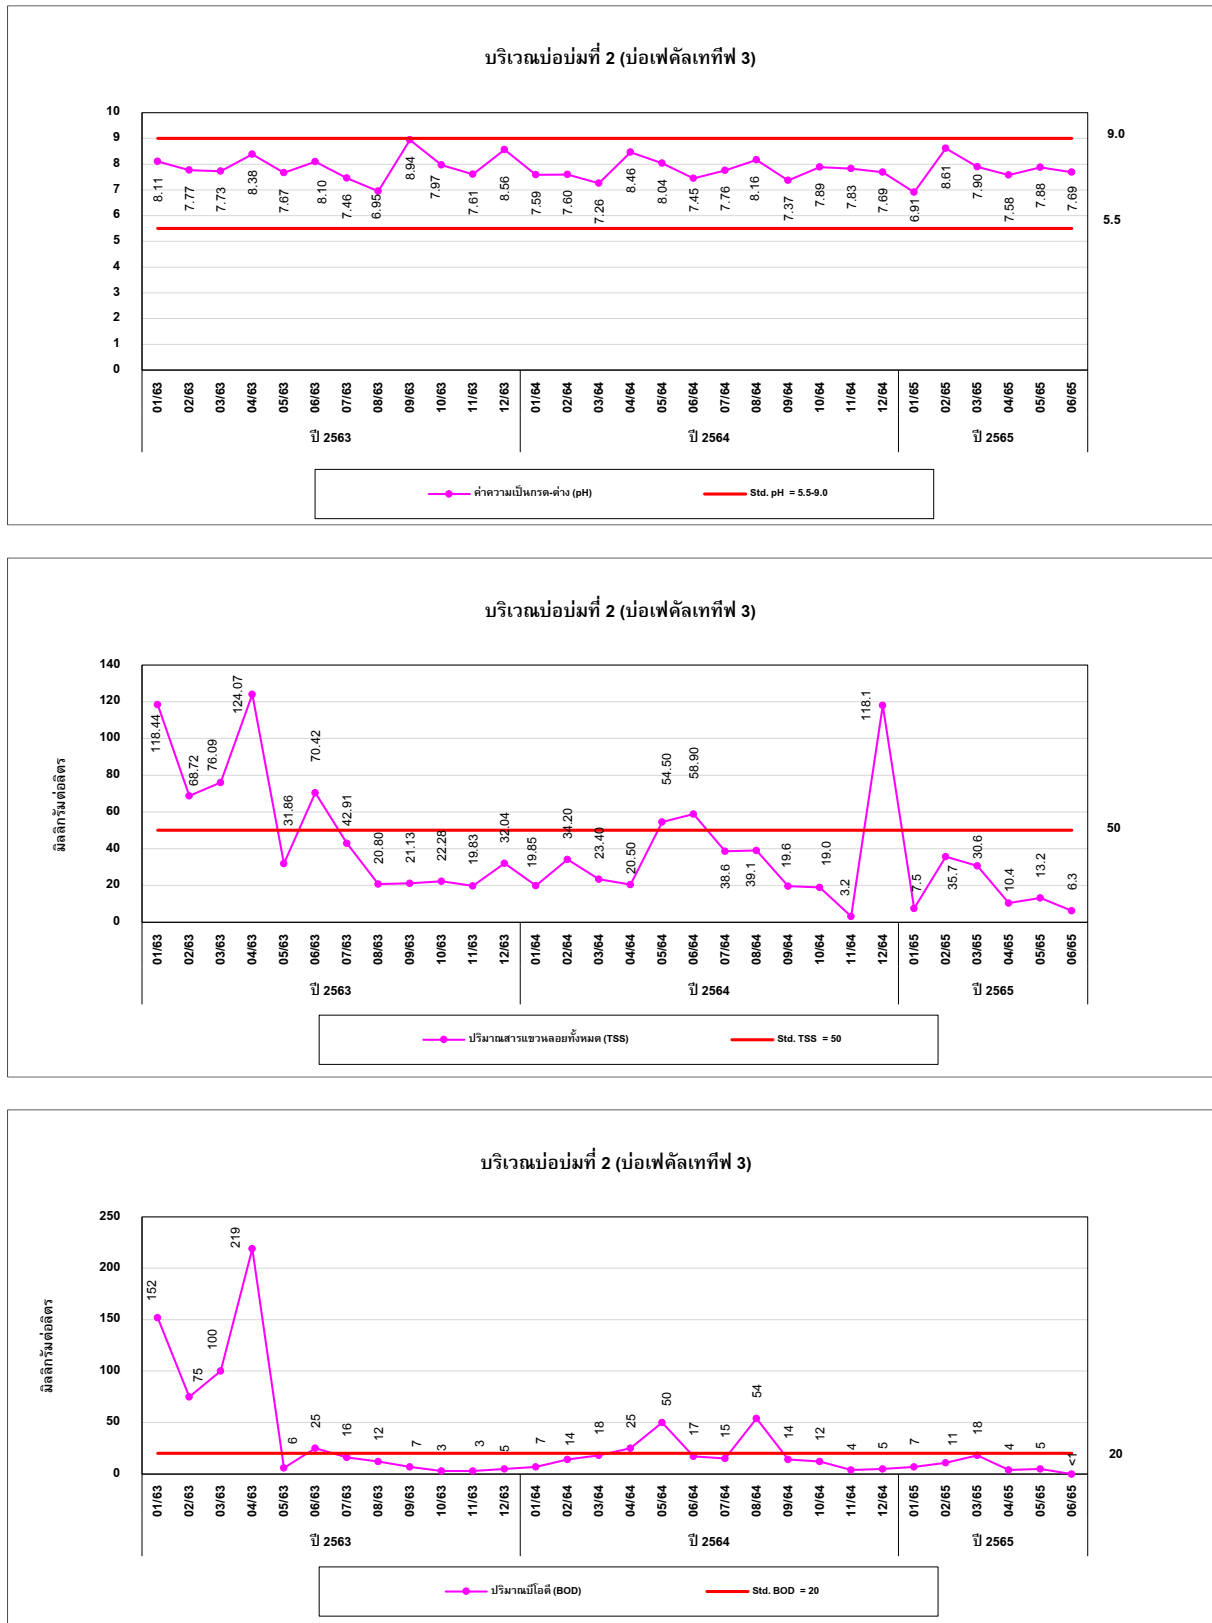 บริเวณบ่อบ่มที่ 2 (บ่อเฟคัลเททีฟ 3)
10
9
8
7
6
5
4
3
2
1
0
9.0
5.5
8.11 7.77 7.73 8.38 7.67 8.10 7.46 6.95 8.94 7.97 7.61 8.56 7.59 7.60 7.26 8.46 8.04 7.45 7.76 8.16 7.37 7.89 7.83 7.69 6.91 8.61 7.90 7.58 7.88 7.69
01/63 02/63 03/63 04/63 05/63 06/63 07/63 08/63 09/63 10/63 11/63 12/63 01/64 02/64 03/64 04/64 05/64 06/64 07/64 08/64 09/64 10/64 11/64 12/64 01/65 02/65 03/65 04/65 05/65 06/65
ปี 2563 ปี 2564 ปี 2565
ค่าความเป็นกรด-ด่าง (pH) Std. pH = 5.5-9.0
บริเวณบ่อบ่มที่ 2 (บ่อเฟคัลเททีฟ 3)
มิลลิกรัมต่อลิตร
140
120
100
80
60
40
20
0
50
118.44 68.72 76.09 124.07 31.86 70.42 42.91 20.80 21.13 22.28 19.83 32.04 19.85 34.20 23.40 20.50 54.50 58.90 38.6 39.1 19.6 19.0 3.2 118.1 7.5 35.7 30.6 10.4 13.2 6.3
01/63 02/63 03/63 04/63 05/63 06/63 07/63 08/63 09/63 10/63 11/63 12/63 01/64 02/64 03/64 04/64 05/64 06/64 07/64 08/64 09/64 10/64 11/64 12/64 01/65 02/65 03/65 04/65 05/65 06/65
ปี 2563 ปี 2564 ปี 2565
ปริมาณสารแขวนลอยทั้งหมด (TSS) Std. TSS = 50
บริเวณบ่อบ่มที่ 2 (บ่อเฟคัลเททีฟ 3)
มิลลิกรัมต่อลิตร
250
200
150
100
50
0
20
152 75 100 219 6 25 16 12 7 3 3 5 7 14 18 25 50 17 15 54 14 12 4 5 7 11 18 4 5 <1
01/63 02/63 03/63 04/63 05/63 06/63 07/63 08/63 09/63 10/63 11/63 12/63 01/64 02/64 03/64 04/64 05/64 06/64 07/64 08/64 09/64 10/64 11/64 12/64 01/65 02/65 03/65 04/65 05/65 06/65
ปี 2563 ปี 2564 ปี 2565
ปริมาณบีโอดี (BOD) Std. BOD = 20